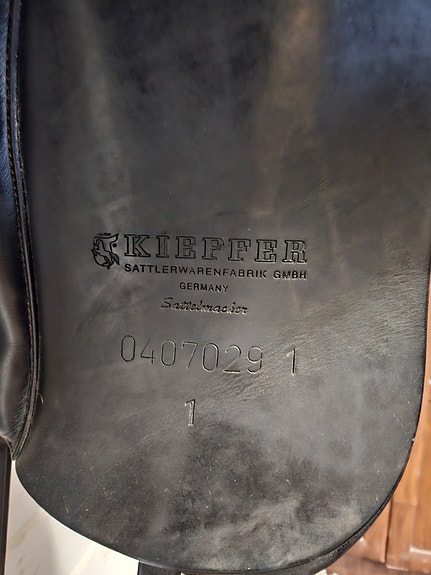 KIEFFER
SATTLERWARENFABRIK GMBH
GERMANY
Sattelmacher
0407029 1
1